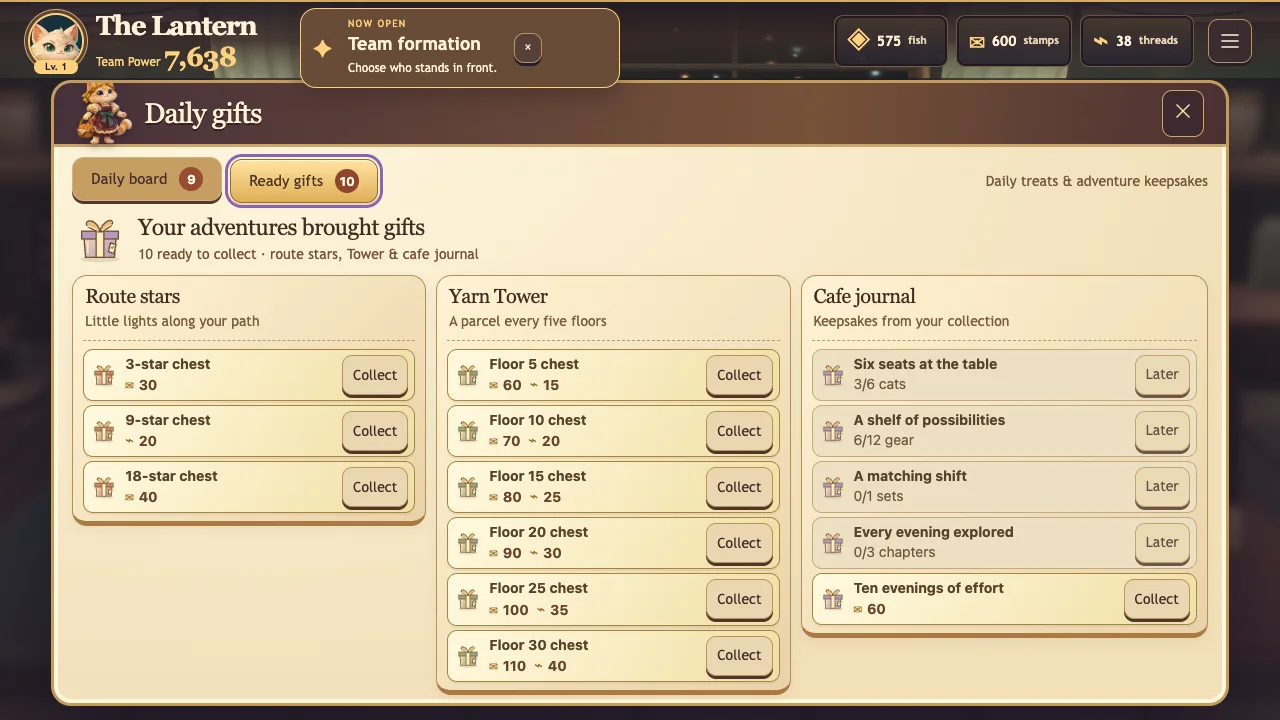 The Lantern
Team Power 7,638
Lv. 1
NOW OPEN
Team formation
Choose who stands in front.
×
575 fish
600 stamps
38 threads
Daily gifts
Daily board 9
Ready gifts 10
Daily treats & adventure keepsakes
Your adventures brought gifts
10 ready to collect · route stars, Tower & cafe journal
Route stars
Little lights along your path
3-star chest
30
Collect
9-star chest
20
Collect
18-star chest
40
Collect
Yarn Tower
A parcel every five floors
Floor 5 chest
60 15
Collect
Floor 10 chest
70 20
Collect
Floor 15 chest
80 25
Collect
Floor 20 chest
90 30
Collect
Floor 25 chest
100 35
Collect
Floor 30 chest
110 40
Collect
Cafe journal
Keepsakes from your collection
Six seats at the table
3/6 cats
Later
A shelf of possibilities
6/12 gear
Later
A matching shift
0/1 sets
Later
Every evening explored
0/3 chapters
Later
Ten evenings of effort
60
Collect